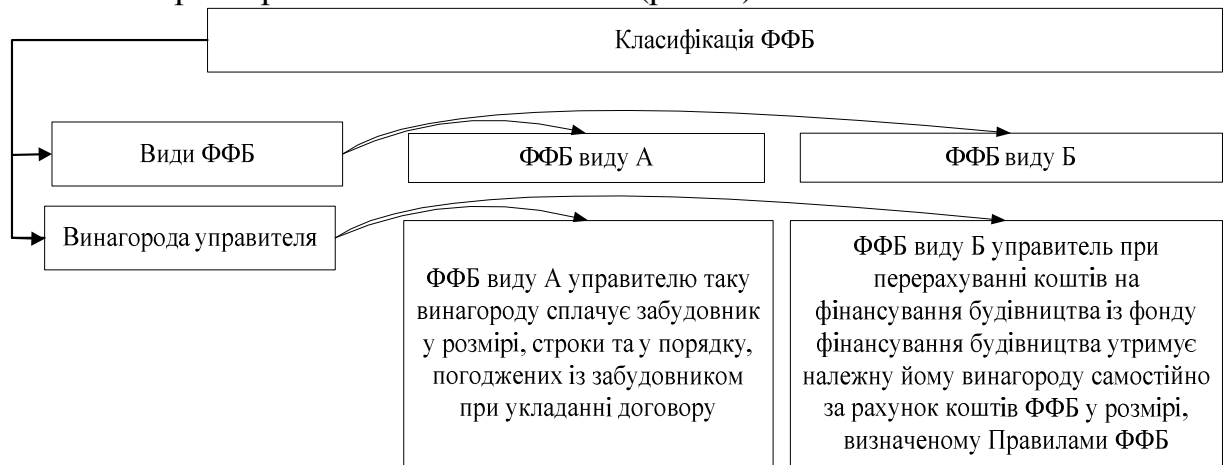 Класифікація ФФБ
Види ФФБ
ФФБ виду А
ФФБ виду Б
Винагорода управителя
ФФБ виду А управителю таку
винагороду сплачує забудовник
у розмірі, строки та у порядку,
погоджених із забудовником
при укладанні договору
ФФБ виду Б управитель при
перерахуванні коштів на
фінансування будівництва із фонду
фінансування будівництва утримує
належну йому винагороду самостійно
за рахунок коштів ФФБ у розмірі,
визначеному Правилами ФФБ